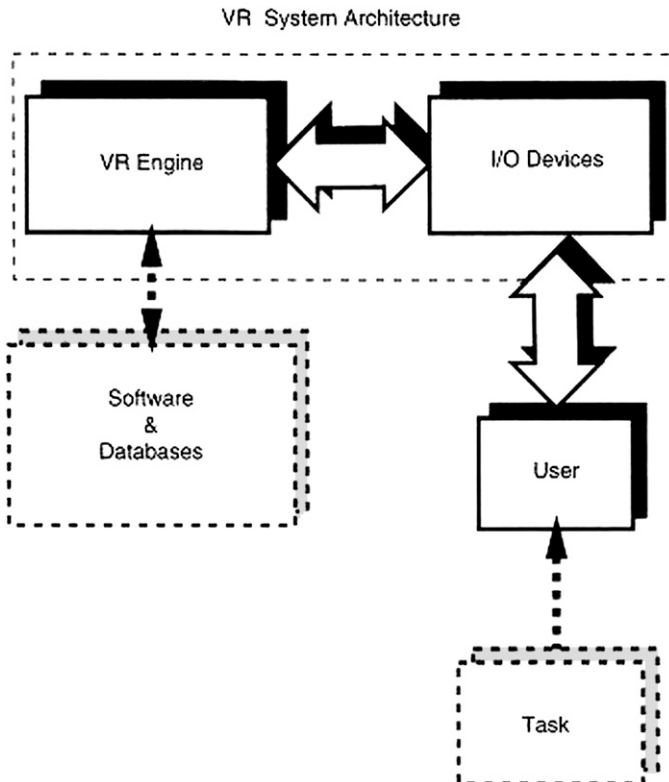 VR System Architecture
VR Engine
I/O Devices
Software
&
Databases
User
Task